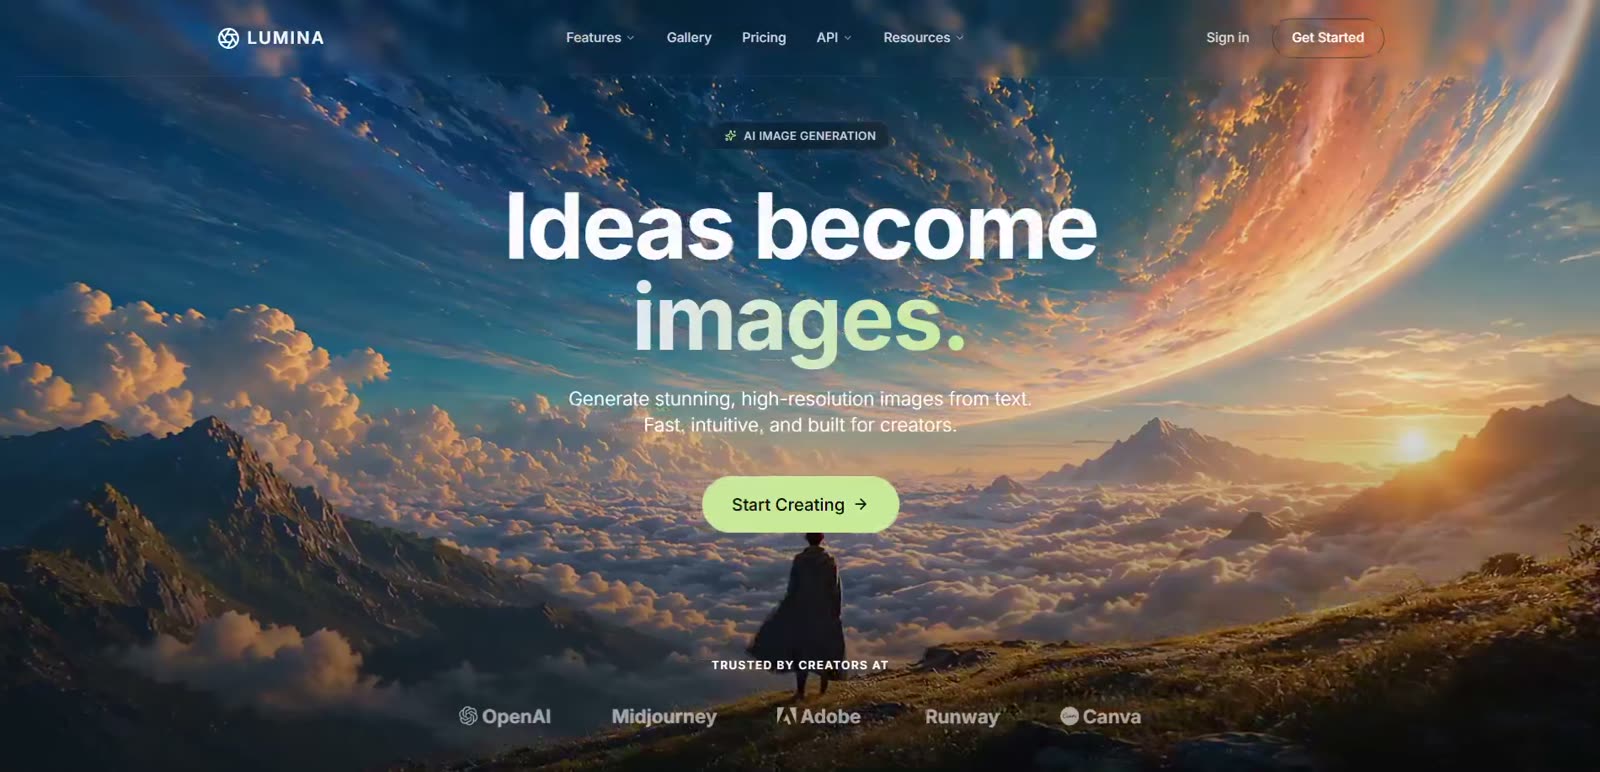 LUMINA
Features
Gallery
Pricing
API
Resources
Sign in
Get Started
AI IMAGE GENERATION
Ideas become
images.
Generate stunning, high-resolution images from text.
Fast, intuitive, and built for creators.
Start Creating
TRUSTED BY CREATORS AT
OpenAI
Midjourney
Adobe
Runway
Canva